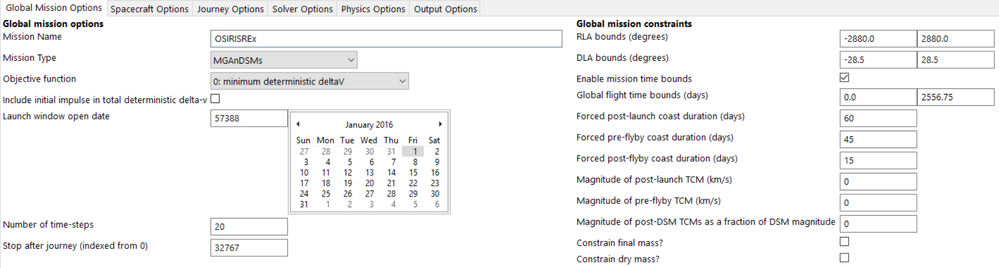 Global Mission Options Spacecraft Options Journey Options Solver Options Physics Options Output Options
Global mission options
Mission Name OSIRISREx
Mission Type MGAnDSMs
Objective function 0: minimum deterministic deltaV
Include initial impulse in total deterministic delta-v
Launch window open date 57388
January 2016
Sun Mon Tue Wed Thu Fri Sat
27 28 29 30 31 1 2
3 4 5 6 7 8 9
10 11 12 13 14 15 16
17 18 19 20 21 22 23
24 25 26 27 28 29 30
31 1 2 3 4 5 6
Number of time-steps 20
Stop after journey (indexed from 0) 32767
Global mission constraints
RLA bounds (degrees) -2880.0 2880.0
DLA bounds (degrees) -28.5 28.5
Enable mission time bounds
Global flight time bounds (days) 0.0 2556.75
Forced post-launch coast duration (days) 60
Forced pre-flyby coast duration (days) 45
Forced post-flyby coast duration (days) 15
Magnitude of post-launch TCM (km/s) 0
Magnitude of pre-flyby TCM (km/s) 0
Magnitude of post-DSM TCMs as a fraction of DSM magnitude 0
Constrain final mass?
Constrain dry mass?